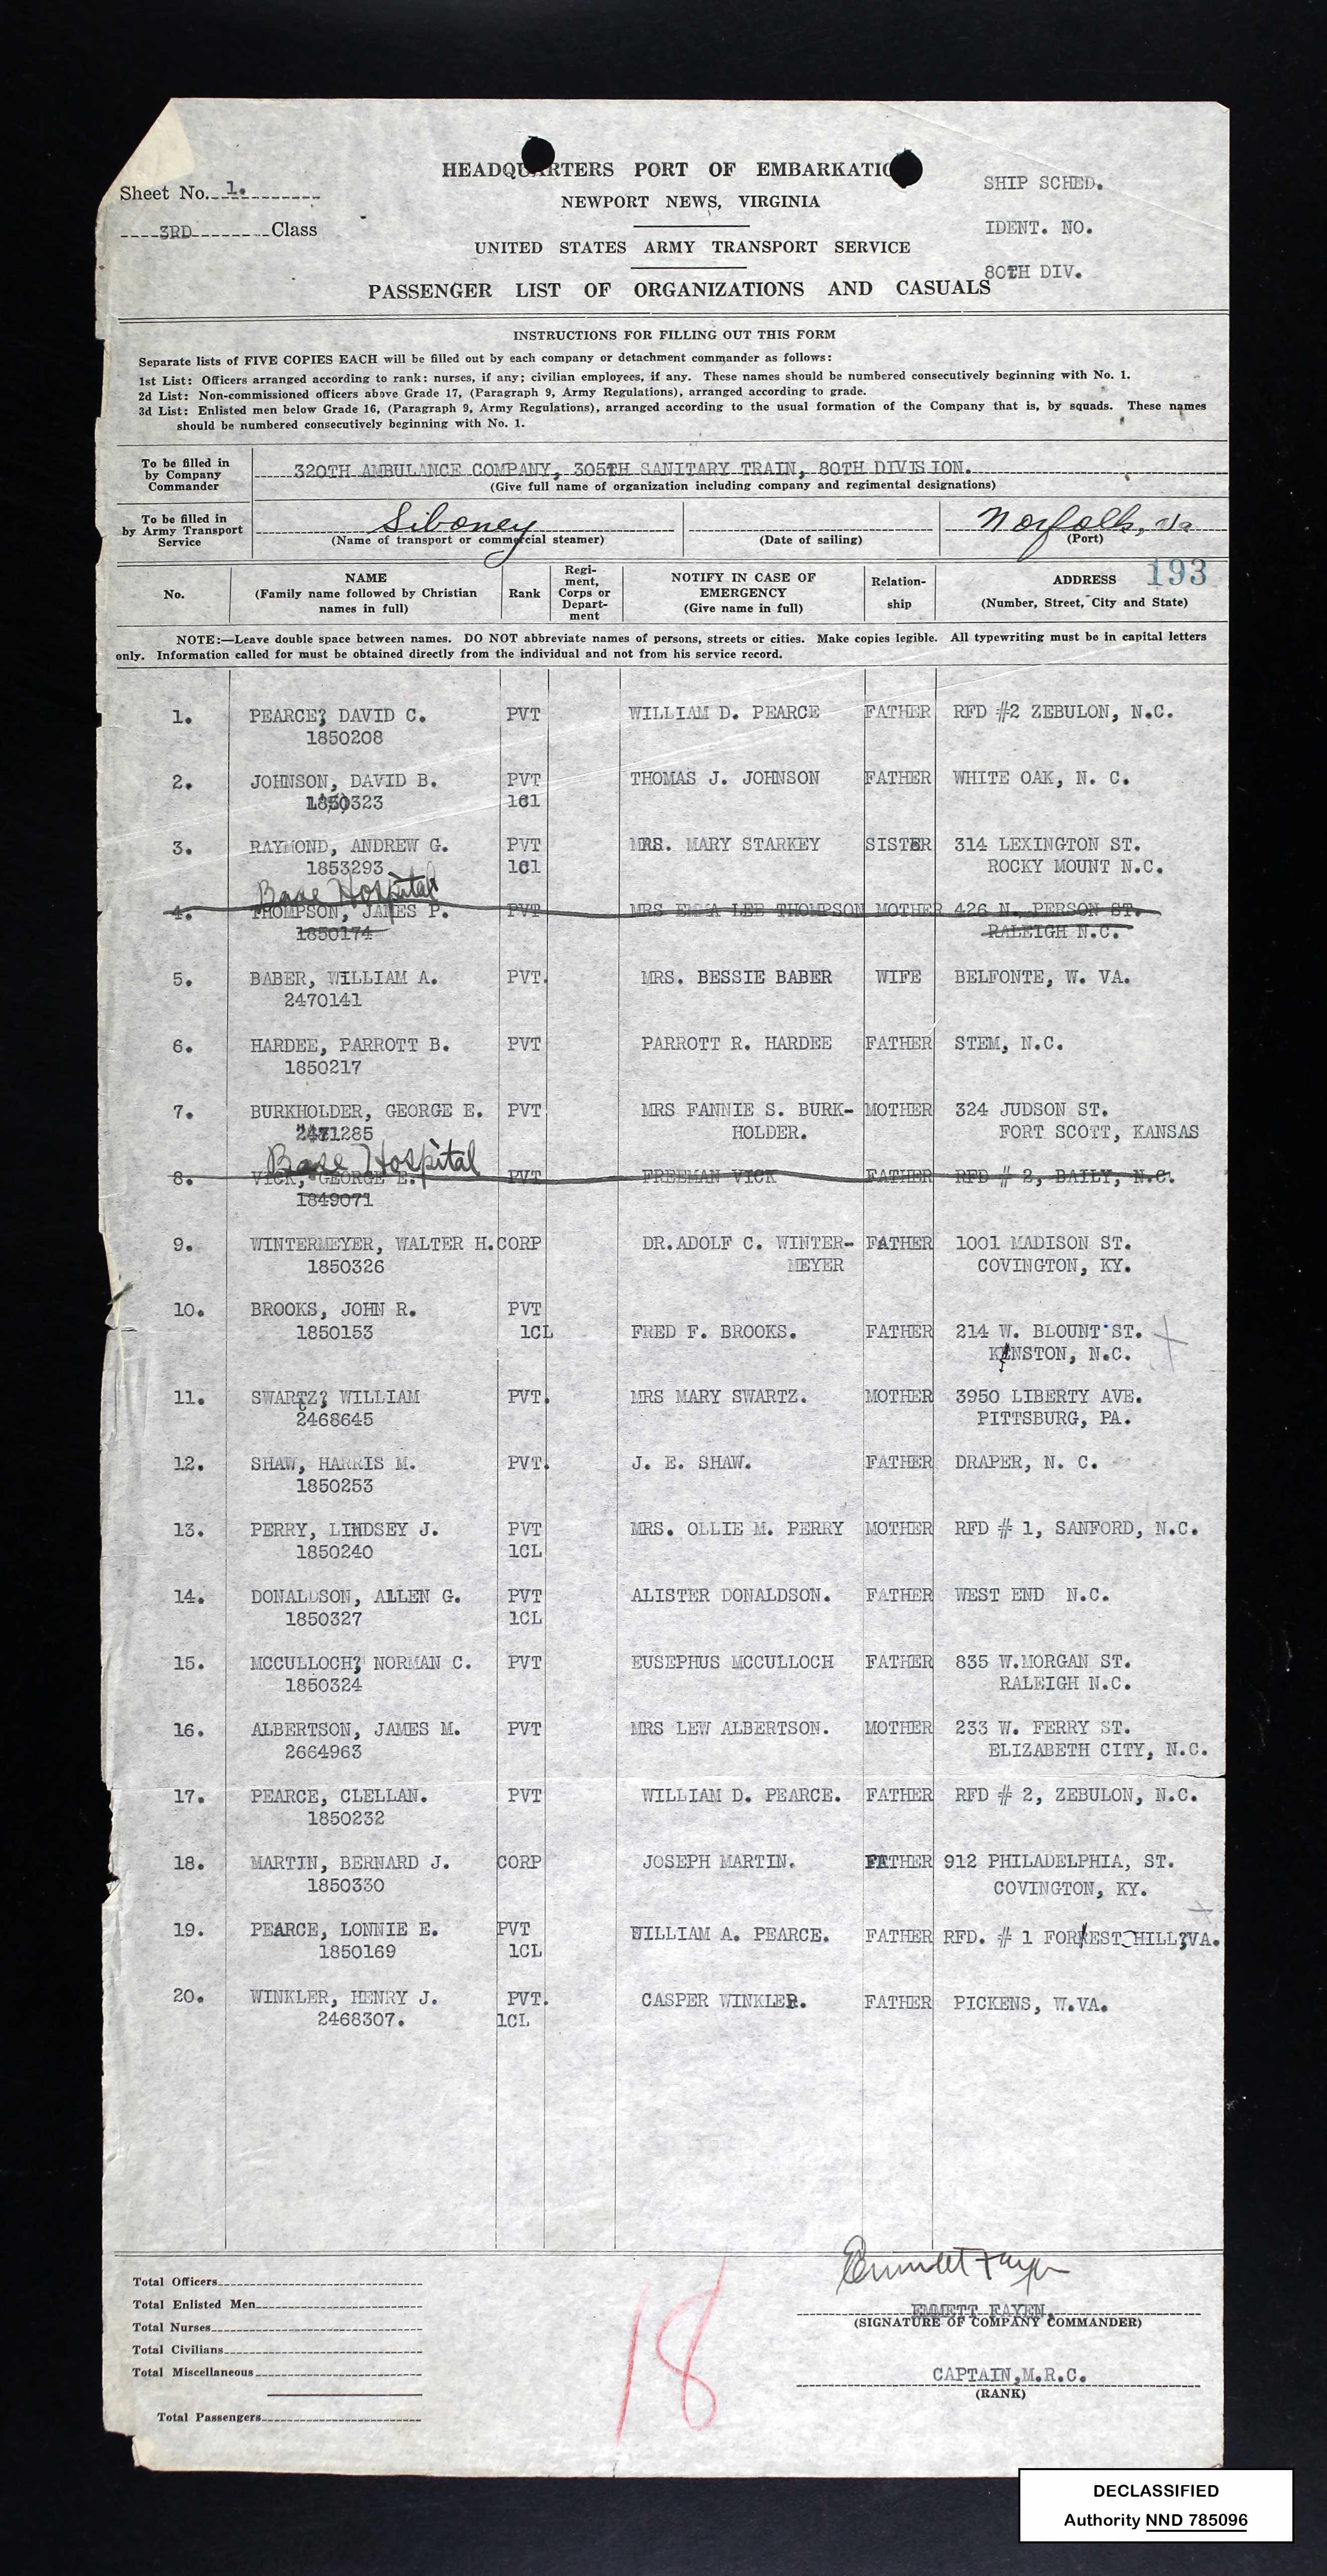 HEADQUARTERS PORT OF EMBARKATIO
NEWPORT NEWS, VIRGINIA
UNITED STATES ARMY TRANSPORT SERVICE
PASSENGER LIST OF ORGANIZATIONS AND CASUALS
Sheet No. 1.
3RD Class
SHIP SCHED.
IDENT. NO.
80TH DIV.
INSTRUCTIONS FOR FILLING OUT THIS FORM
Separate lists of FIVE COPIES EACH will be filled out by each company or detachment commander as follows:
1st List: Officers arranged according to rank: nurses, if any; civilian employees, if any. These names should be numbered consecutively beginning with No. 1.
2d List: Non-commissioned officers above Grade 17, (Paragraph 9, Army Regulations), arranged according to grade.
3d List: Enlisted men below Grade 16, (Paragraph 9, Army Regulations), arranged according to the usual formation of the Company that is, by squads. These names
should be numbered consecutively beginning with No. 1.
To be filled in
by Company
Commander
320TH AMBULANCE COMPANY, 305TH SANITARY TRAIN, 80TH DIVISION.
(Give full name of organization including company and regimental designations)
To be filled in
by Army Transport
Service
Siboney
(Name of transport or commercial steamer)
(Date of sailing)
Norfolk, Va
(Port)
193
No.
NAME
(Family name followed by Christian
names in full)
Rank
Regi-
ment,
Corps or
Depart-
ment
NOTIFY IN CASE OF
EMERGENCY
(Give name in full)
Relation-
ship
ADDRESS
(Number, Street, City and State)
NOTE:—Leave double space between names. DO NOT abbreviate names of persons, streets or cities. Make copies legible. All typewriting must be in capital letters
only. Information called for must be obtained directly from the individual and not from his service record.
1. PEARCE, DAVID C. PVT WILLIAM D. PEARCE FATHER RFD #2 ZEBULON, N.C.
1850208
2. JOHNSON, DAVID B. PVT THOMAS J. JOHNSON FATHER WHITE OAK, N. C.
1850323 1Cl
3. RAYMOND, ANDREW G. PVT MRS. MARY STARKEY SISTER 314 LEXINGTON ST.
1853293 1Cl ROCKY MOUNT N.C.
Base Hospital
4. THOMPSON, JAMES P. PVT MRS EMMA LEE THOMPSON MOTHER 426 N. PERSON ST.
1850174 RALEIGH N.C.
5. BABER, WILLIAM A. PVT. MRS. BESSIE BABER WIFE BELFONTE, W. VA.
2470141
6. HARDEE, PARROTT B. PVT PARROTT R. HARDEE FATHER STEM, N.C.
1850217
7. BURKHOLDER, GEORGE E. PVT MRS FANNIE S. BURK- MOTHER 324 JUDSON ST.
2471285 HOLDER. FORT SCOTT, KANSAS
Base Hospital
8. VICK, GEORGE E. PVT FREEMAN VICK FATHER RFD # 2, BAILY, N.C.
1849071
9. WINTERMEYER, WALTER H. CORP DR. ADOLF C. WINTER- FATHER 1001 MADISON ST.
1850326 MEYER COVINGTON, KY.
10. BROOKS, JOHN R. PVT
1850153 1CL FRED F. BROOKS. FATHER 214 W. BLOUNT ST.
KINSTON, N.C.
11. SWARTZ, WILLIAM PVT. MRS MARY SWARTZ. MOTHER 3950 LIBERTY AVE.
2468645 PITTSBURG, PA.
12. SHAW, HARRIS M. PVT. J. E. SHAW. FATHER DRAPER, N. C.
1850253
13. PERRY, LINDSEY J. PVT MRS. OLLIE M. PERRY MOTHER RFD # 1, SANFORD, N.C.
1850240 1CL
14. DONALDSON, ALLEN G. PVT ALISTER DONALDSON. FATHER WEST END N.C.
1850327 1CL
15. MCCULLOCH, NORMAN C. PVT EUSEPHUS MCCULLOCH FATHER 835 W.MORGAN ST.
1850324 RALEIGH N.C.
16. ALBERTSON, JAMES M. PVT MRS LEW ALBERTSON. MOTHER 233 W. FERRY ST.
2664963 ELIZABETH CITY, N.C.
17. PEARCE, CLELLAN. PVT WILLIAM D. PEARCE. FATHER RFD # 2, ZEBULON, N.C.
1850232
18. MARTIN, BERNARD J. CORP JOSEPH MARTIN. FATHER 912 PHILADELPHIA, ST.
1850330 COVINGTON, KY.
19. PEARCE, LONNIE E. PVT WILLIAM A. PEARCE. FATHER RFD. # 1 FOREST HILL, VA.
1850169 1CL
20. WINKLER, HENRY J. PVT. CASPER WINKLER. FATHER PICKENS, W.VA.
2468307. 1CL
Total Officers
Total Enlisted Men
Total Nurses
Total Civilians
Total Miscellaneous
Total Passengers
18
Emmett Fayen
EMMETT FAYEN,
(SIGNATURE OF COMPANY COMMANDER)
CAPTAIN,M.R.C.
(RANK)
DECLASSIFIED
Authority NND 785096